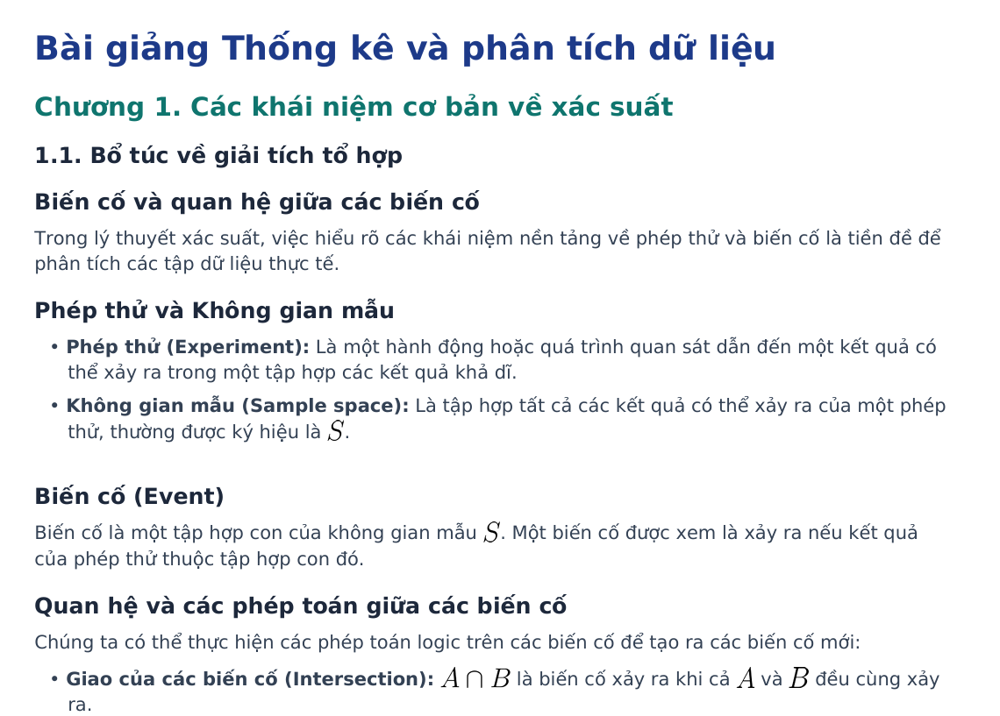 Bài giảng Thống kê và phân tích dữ liệu
Chương 1. Các khái niệm cơ bản về xác suất
1.1. Bổ túc về giải tích tổ hợp
Biến cố và quan hệ giữa các biến cố
Trong lý thuyết xác suất, việc hiểu rõ các khái niệm nền tảng về phép thử và biến cố là tiền đề để
phân tích các tập dữ liệu thực tế.
Phép thử và Không gian mẫu
• Phép thử (Experiment): Là một hành động hoặc quá trình quan sát dẫn đến một kết quả có
thể xảy ra trong một tập hợp các kết quả khả dĩ.
• Không gian mẫu (Sample space): Là tập hợp tất cả các kết quả có thể xảy ra của một phép
thử, thường được ký hiệu là S.
Biến cố (Event)
Biến cố là một tập hợp con của không gian mẫu S. Một biến cố được xem là xảy ra nếu kết quả
của phép thử thuộc tập hợp con đó.
Quan hệ và các phép toán giữa các biến cố
Chúng ta có thể thực hiện các phép toán logic trên các biến cố để tạo ra các biến cố mới:
• Giao của các biến cố (Intersection): A ∩ B là biến cố xảy ra khi cả A và B đều cùng xảy
ra.